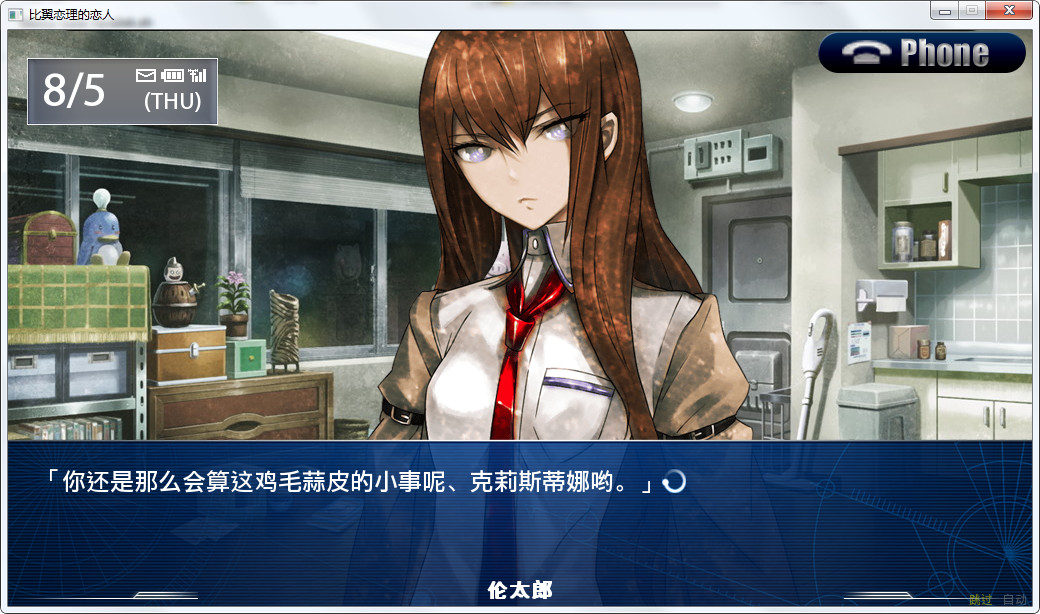 比翼恋理的恋人
8/5
(THU)
Phone
「你还是那么会算这鸡毛蒜皮的小事呢、克莉斯蒂娜哟。」
伦太郎
跳过 自动